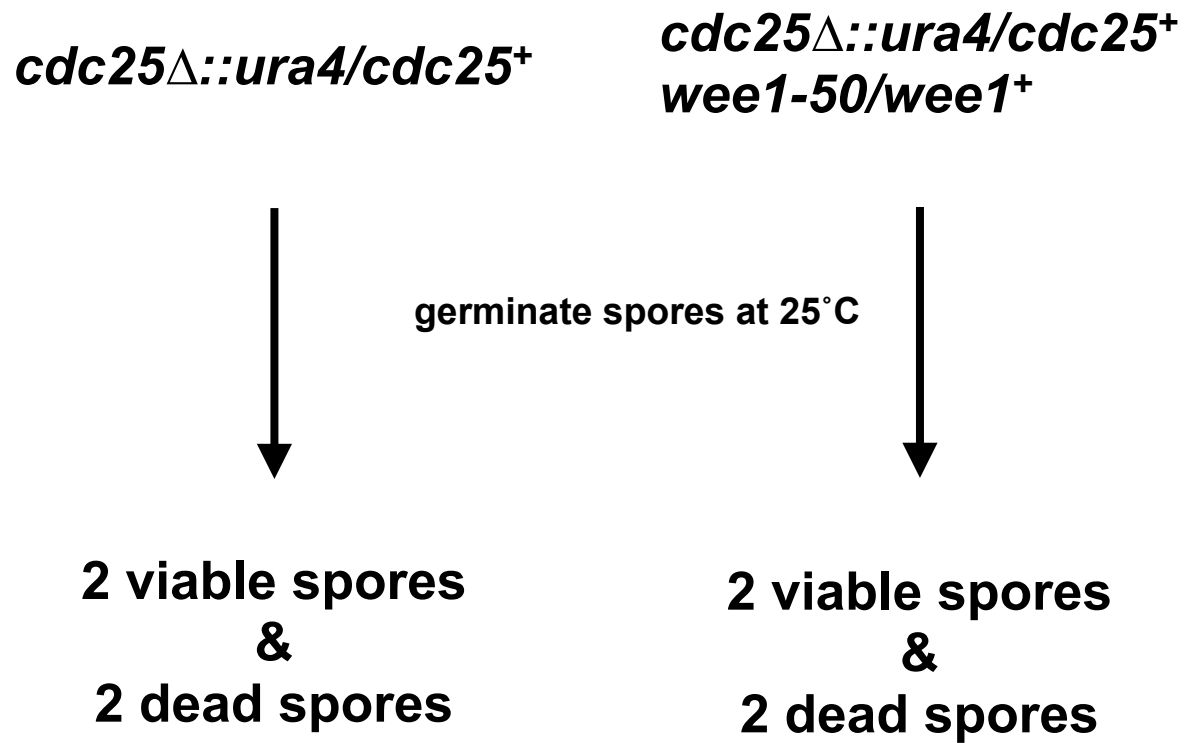 cdc25Δ::ura4/cdc25⁺
cdc25Δ::ura4/cdc25⁺
wee1-50/wee1⁺
germinate spores at 25˚C
2 viable spores
&
2 dead spores
2 viable spores
&
2 dead spores